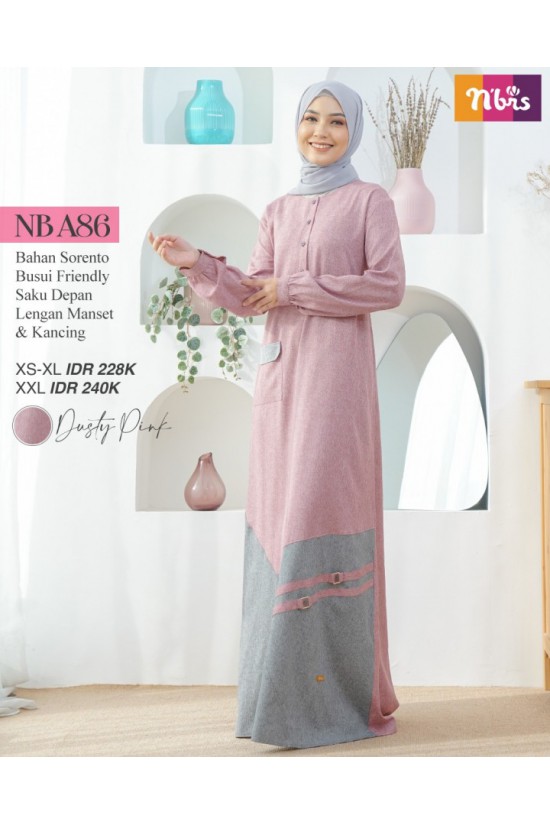 N'brs
NB A86
Bahan Sorento
Busui Friendly
Saku Depan
Lengan Manset
& Kancing
XS-XL IDR 228K
XXL IDR 240K
Dusty Pink